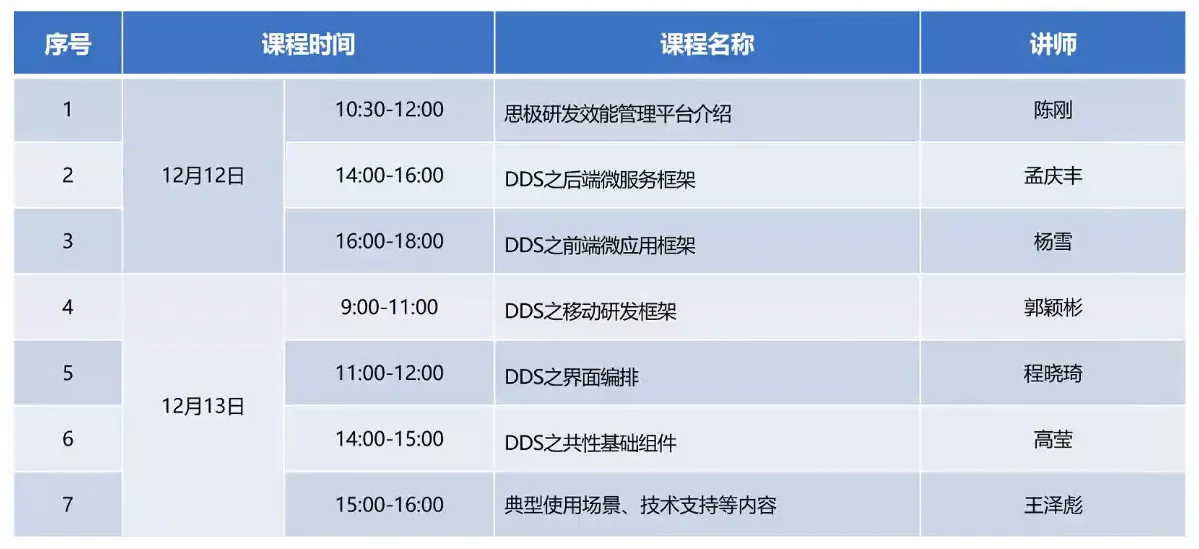 序号 课程时间 课程名称 讲师
1 10:30-12:00 思极研发效能管理平台介绍 陈刚
12月12日
2 14:00-16:00 DDS之后端微服务框架 孟庆丰
3 16:00-18:00 DDS之前端微应用框架 杨雪
4 9:00-11:00 DDS之移动研发框架 郭颖彬
5 11:00-12:00 DDS之界面编排 程晓琦
12月13日
6 14:00-15:00 DDS之共性基础组件 高莹
7 15:00-16:00 典型使用场景、技术支持等内容 王泽彪